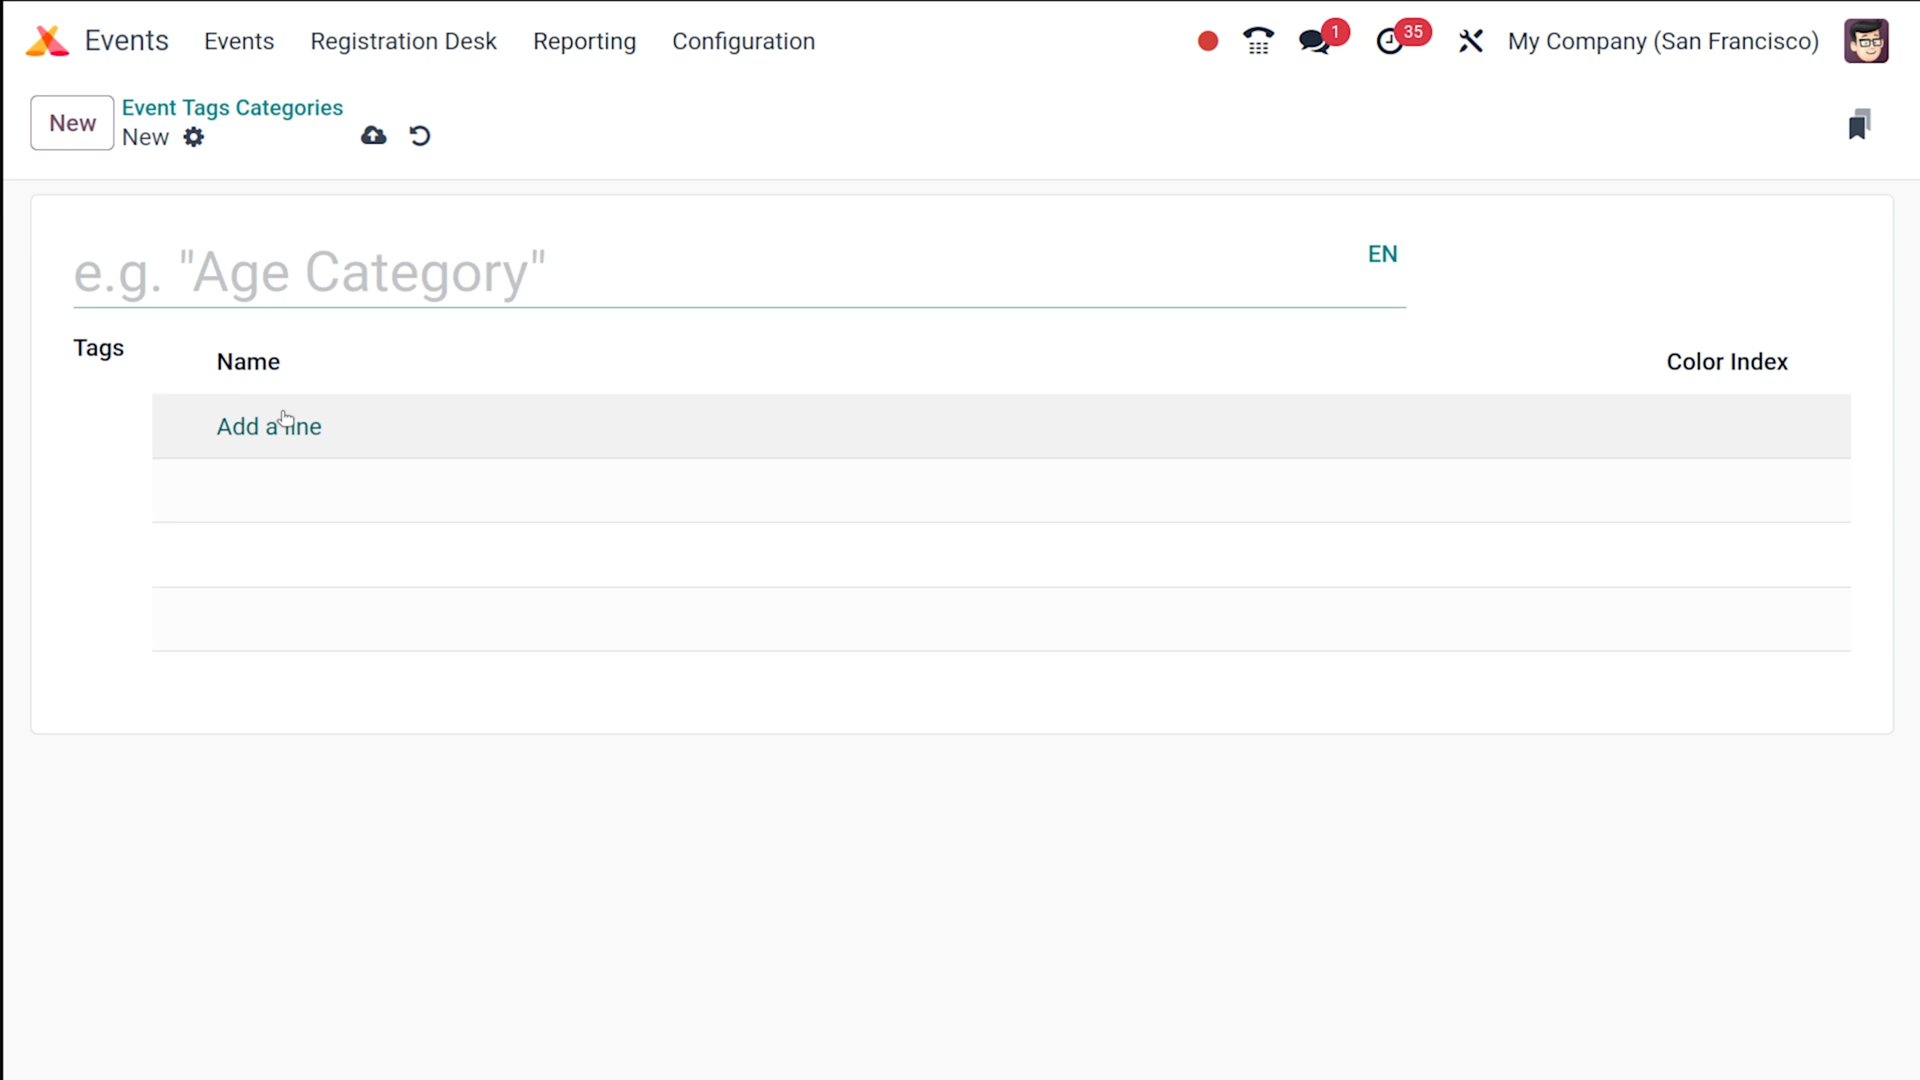 Events Events Registration Desk Reporting Configuration 1 35 My Company (San Francisco)
New Event Tags Categories
New
e.g. "Age Category" EN
Tags Name Color Index
Add a line